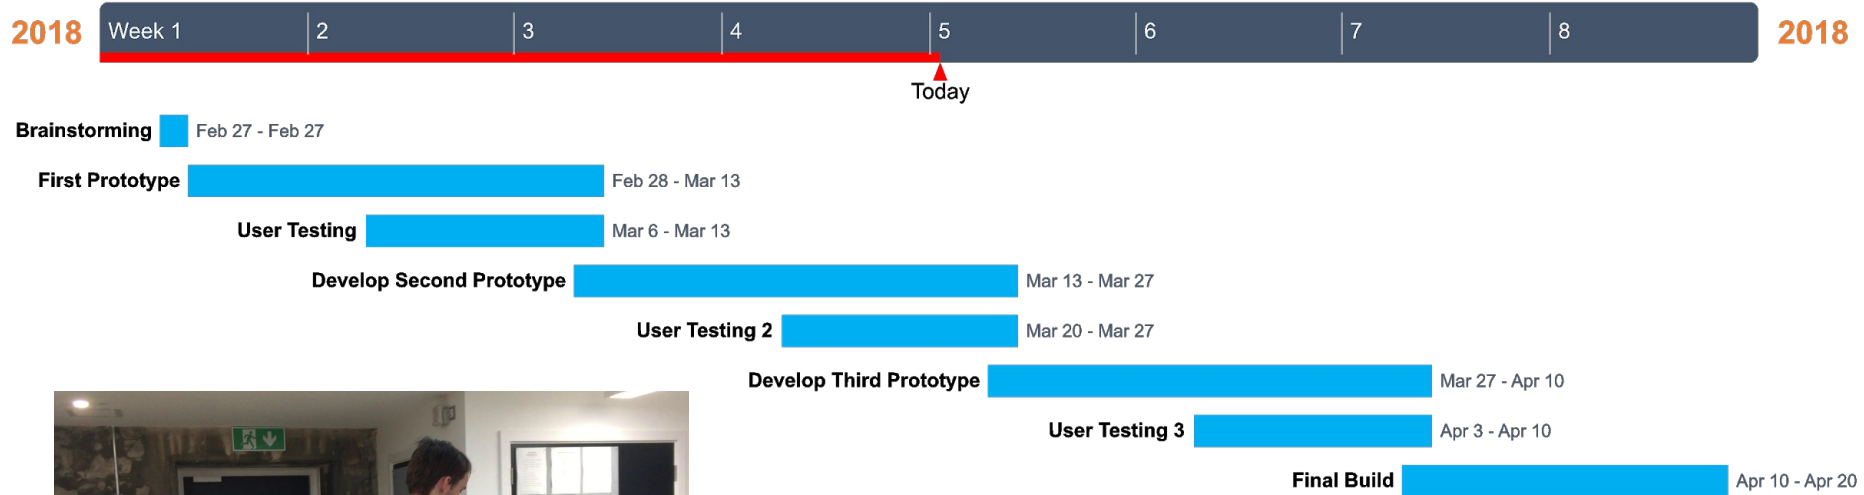 2018 Week 1 2 3 4 5 6 7 8 2018
Today
Brainstorming Feb 27 - Feb 27
First Prototype Feb 28 - Mar 13
User Testing Mar 6 - Mar 13
Develop Second Prototype Mar 13 - Mar 27
User Testing 2 Mar 20 - Mar 27
Develop Third Prototype Mar 27 - Apr 10
User Testing 3 Apr 3 - Apr 10
Final Build Apr 10 - Apr 20